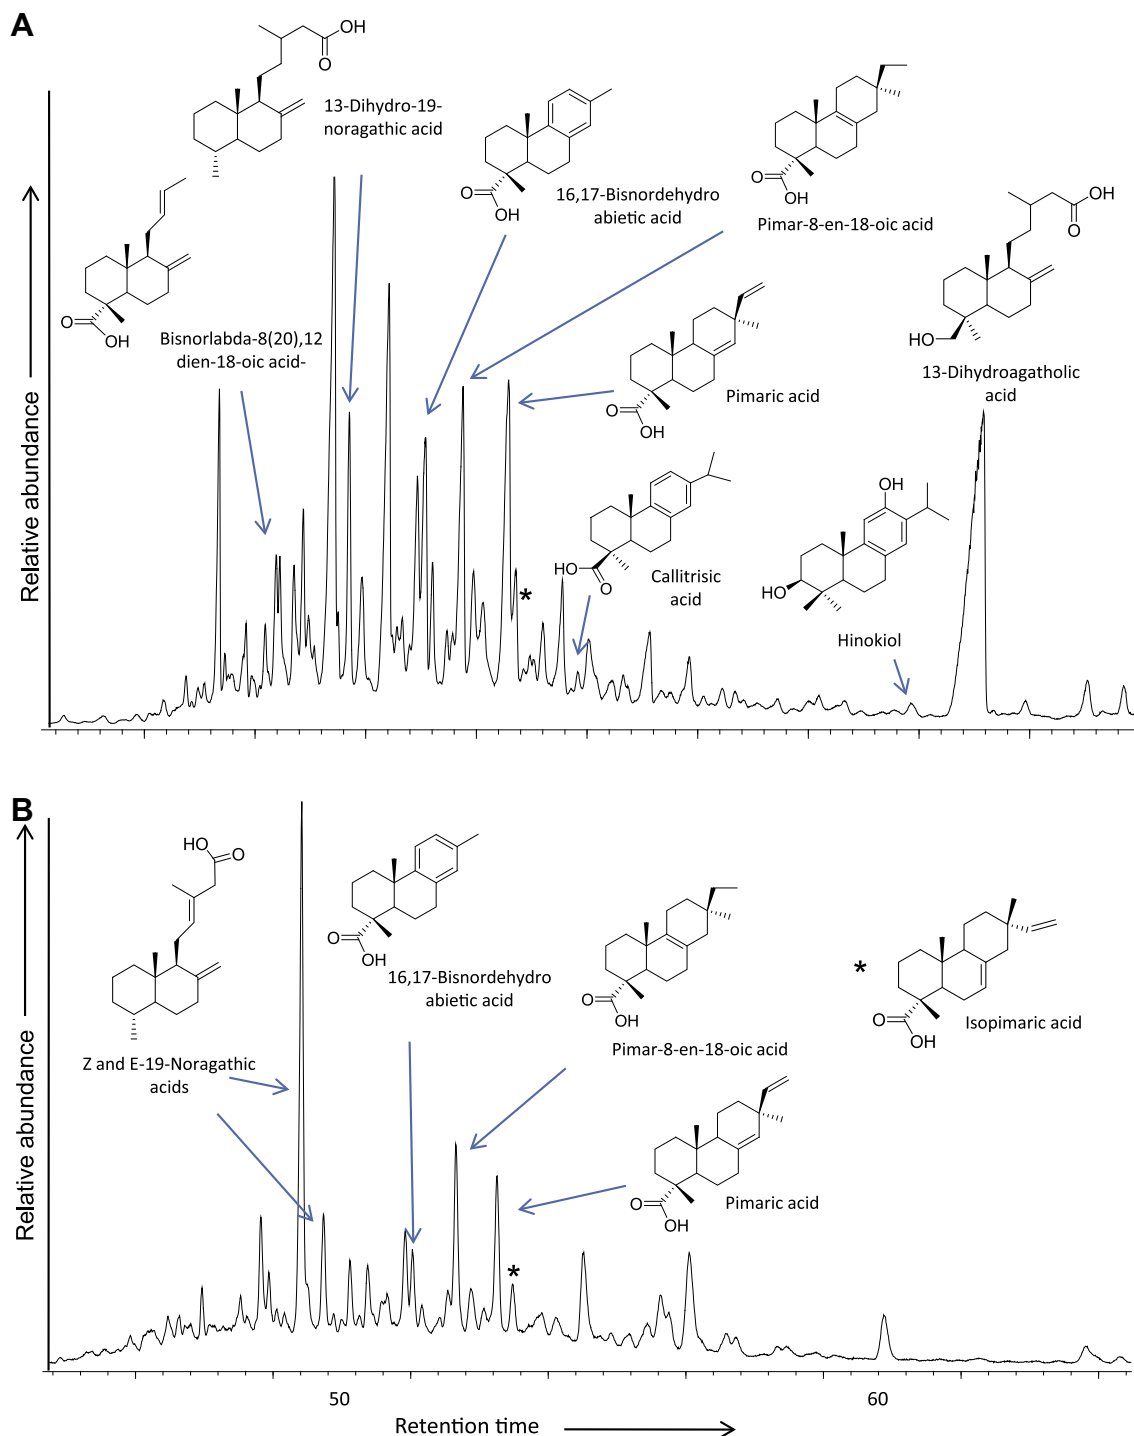 A
OH
O
13-Dihydro-19-
noragathic acid
O
OH
16,17-Bisnordehydro
abietic acid
O
OH
Pimar-8-en-18-oic acid
OH
O
HO
13-Dihydroagatholic
acid
O
OH
Bisnorlabda-8(20),12
dien-18-oic acid-
O
OH
Pimaric acid
HO
O
Callitrisic
acid
*
OH
HO
Hinokiol
Relative abundance
B
HO
O
Z and E-19-Noragathic
acids
O
OH
16,17-Bisnordehydro
abietic acid
O
OH
Pimar-8-en-18-oic acid
*
O
OH
Isopimaric acid
O
OH
Pimaric acid
*
Relative abundance
50
60
Retention time